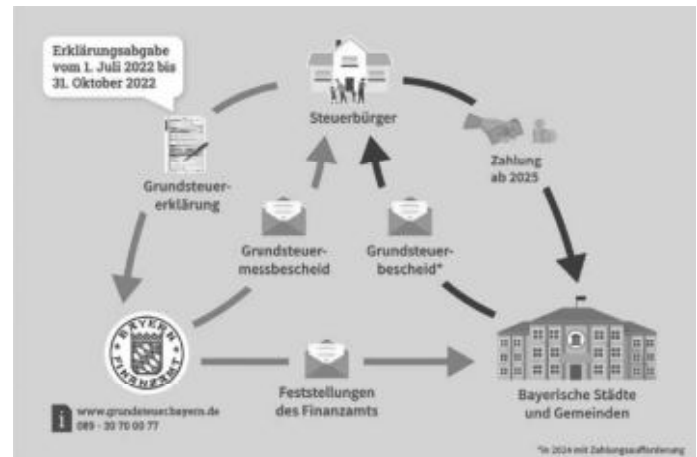 Erklärungsabgabe
vom 1. Juli 2022 bis
31. Oktober 2022
Steuerbürger
Grundsteuer-
erklärung
Zahlung
ab 2025
Grundsteuer-
messbescheid
Grundsteuer-
bescheid*
BAYERN
FINANZAMT
Feststellungen
des Finanzamts
Bayerische Städte
und Gemeinden
www.grundsteuer.bayern.de
089 - 30 70 00 77
*in 2024 mit Zahlungsaufforderung